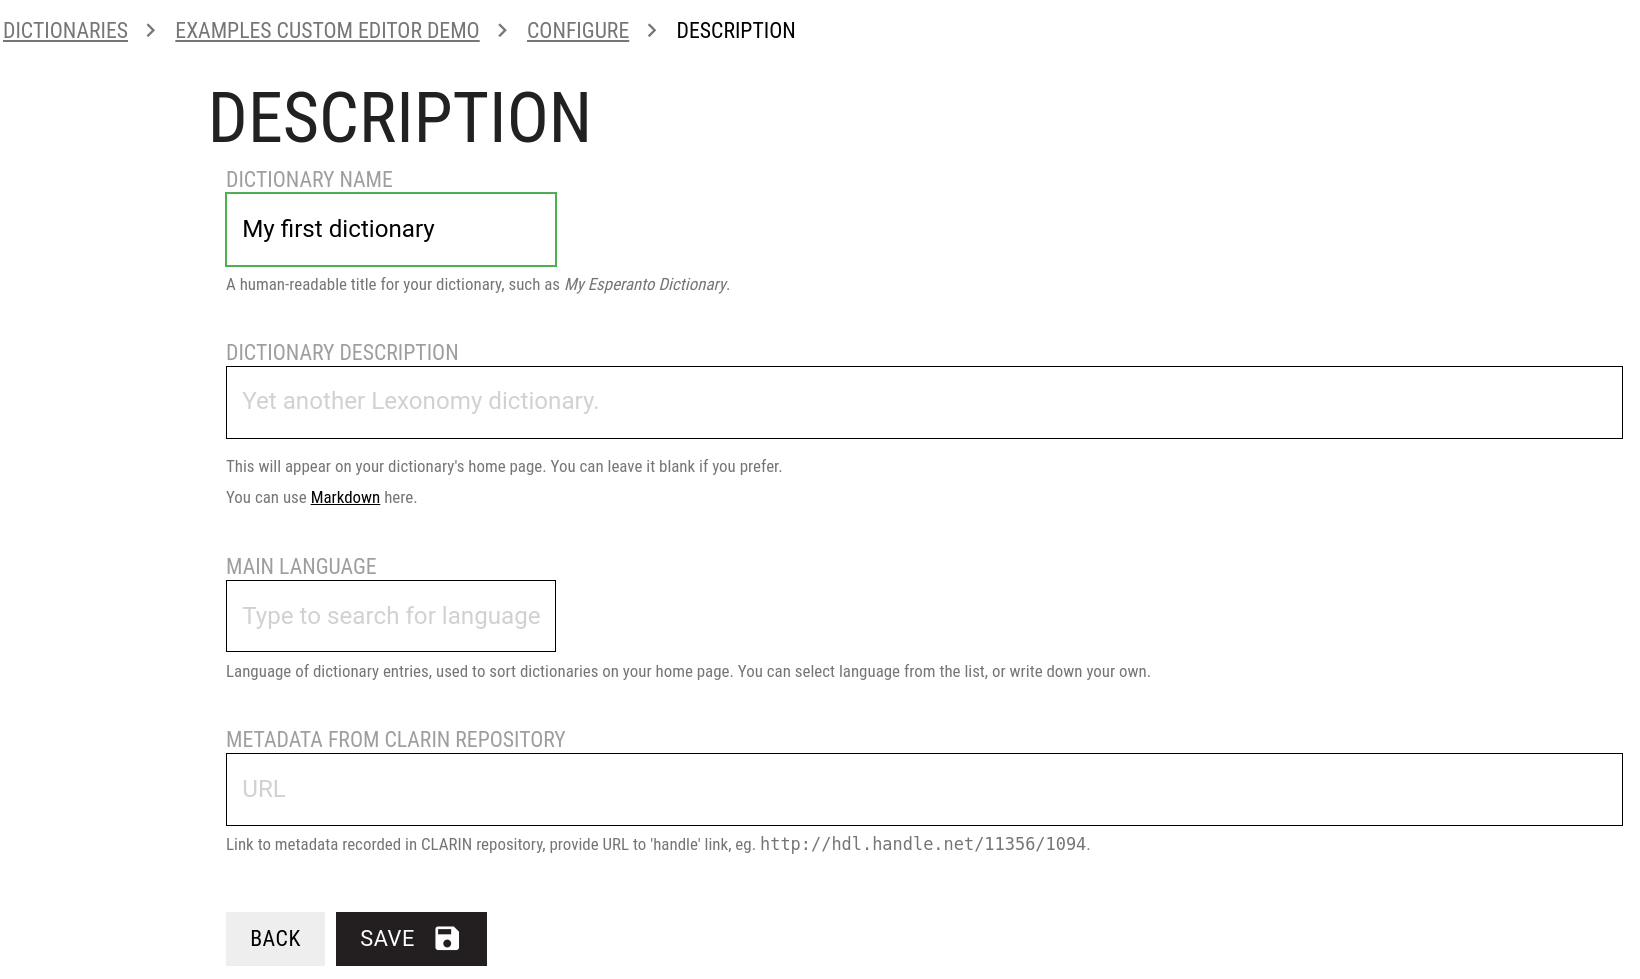 DICTIONARIES > EXAMPLES CUSTOM EDITOR DEMO > CONFIGURE > DESCRIPTION
DESCRIPTION
DICTIONARY NAME
My first dictionary
A human-readable title for your dictionary, such as My Esperanto Dictionary.
DICTIONARY DESCRIPTION
Yet another Lexonomy dictionary.
This will appear on your dictionary's home page. You can leave it blank if you prefer.
You can use Markdown here.
MAIN LANGUAGE
Type to search for language
Language of dictionary entries, used to sort dictionaries on your home page. You can select language from the list, or write down your own.
METADATA FROM CLARIN REPOSITORY
URL
Link to metadata recorded in CLARIN repository, provide URL to 'handle' link, eg. http://hdl.handle.net/11356/1094.
BACK SAVE